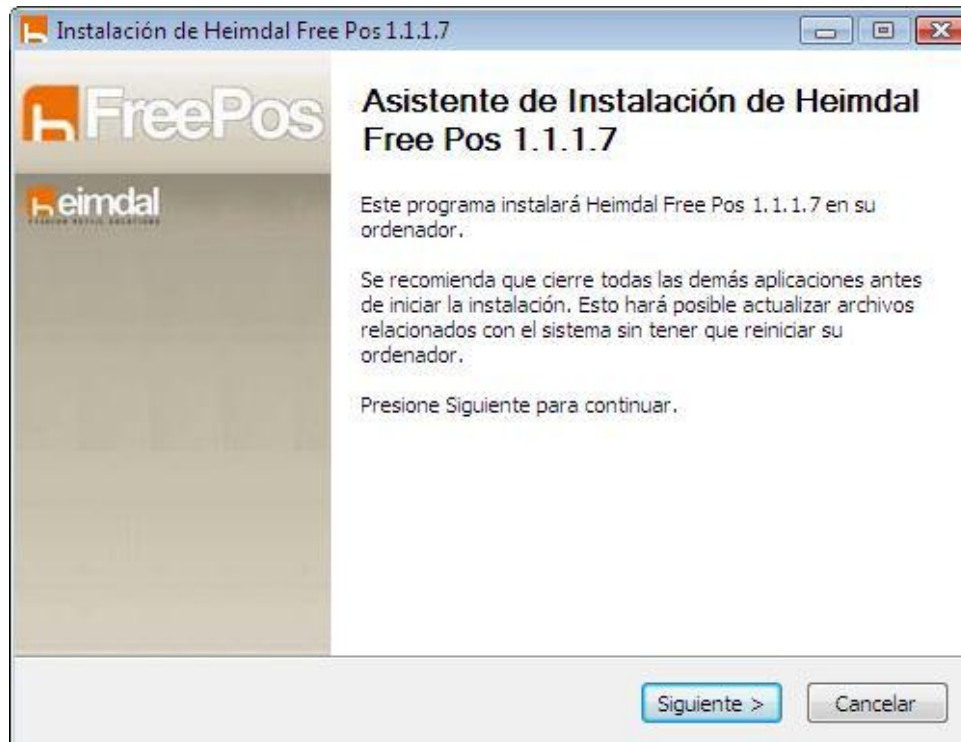 Instalación de Heimdal Free Pos 1.1.1.7
FreePos
heimdal
Asistente de Instalación de Heimdal
Free Pos 1.1.1.7
Este programa instalará Heimdal Free Pos 1.1.1.7 en su
ordenador.
Se recomienda que cierre todas las demás aplicaciones antes
de iniciar la instalación. Esto hará posible actualizar archivos
relacionados con el sistema sin tener que reiniciar su
ordenador.
Presione Siguiente para continuar.
Siguiente >
Cancelar